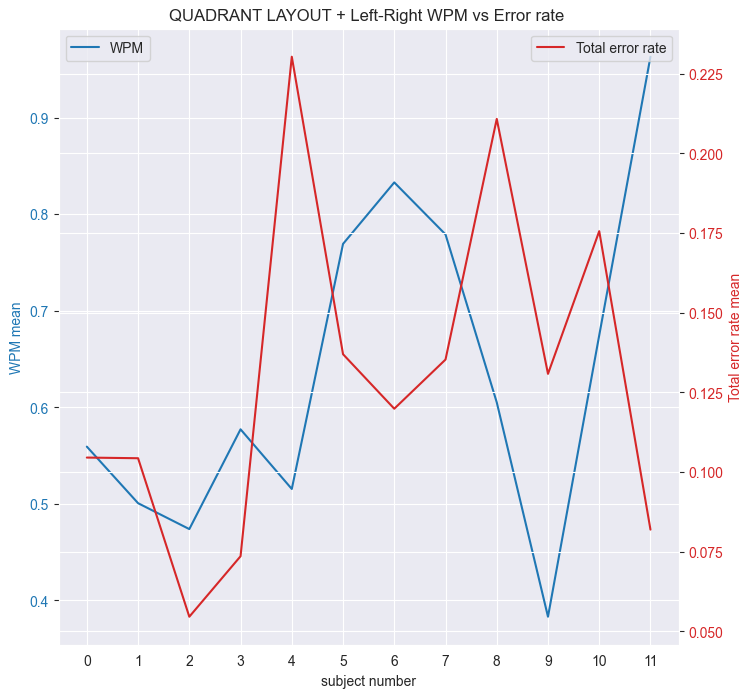 QUADRANT LAYOUT + Left-Right WPM vs Error rate
WPM
Total error rate
0.9
0.8
0.7
0.6
0.5
0.4
WPM mean
0.225
0.200
0.175
0.150
0.125
0.100
0.075
0.050
Total error rate mean
0 1 2 3 4 5 6 7 8 9 10 11
subject number